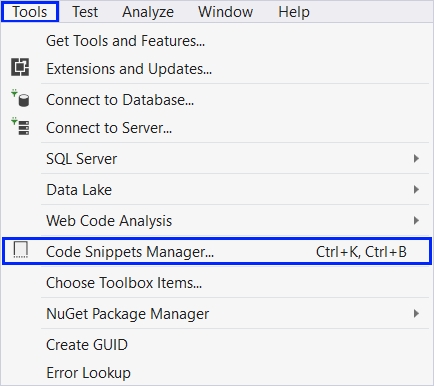 Tools Test Analyze Window Help
Get Tools and Features...
Extensions and Updates...
Connect to Database...
Connect to Server...
SQL Server
Data Lake
Web Code Analysis
Code Snippets Manager... Ctrl+K, Ctrl+B
Choose Toolbox Items...
NuGet Package Manager
Create GUID
Error Lookup